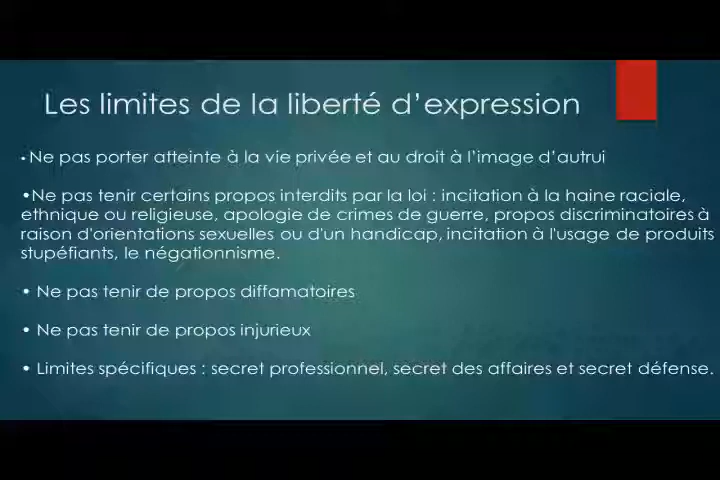 Les limites de la liberté d’expression
• Ne pas porter atteinte à la vie privée et au droit à l’image d’autrui
•Ne pas tenir certains propos interdits par la loi : incitation à la haine raciale,
ethnique ou religieuse, apologie de crimes de guerre, propos discriminatoires à
raison d'orientations sexuelles ou d'un handicap, incitation à l'usage de produits
stupéfiants, le négationnisme.
• Ne pas tenir de propos diffamatoires
• Ne pas tenir de propos injurieux
• Limites spécifiques : secret professionnel, secret des affaires et secret défense.